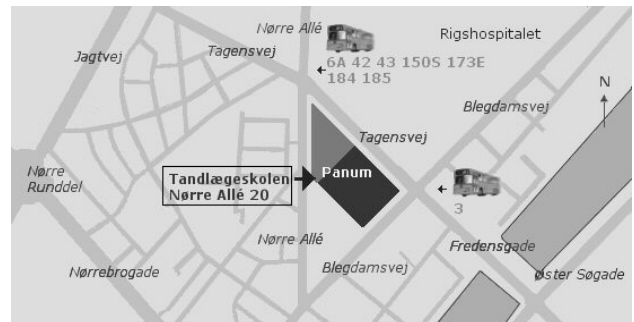 Nørre Allé
Rigshospitalet
Jagtvej
Tagensvej
6A 42 43 150S 173E
184 185
N
Blegdamsvej
Tagensvej
Nørre
Runddel
Tandlægeskolen
Nørre Allé 20
Panum
3
Nørre Allé
Fredensgade
Nørrebrogade
Blegdamsvej
Øster Søgade